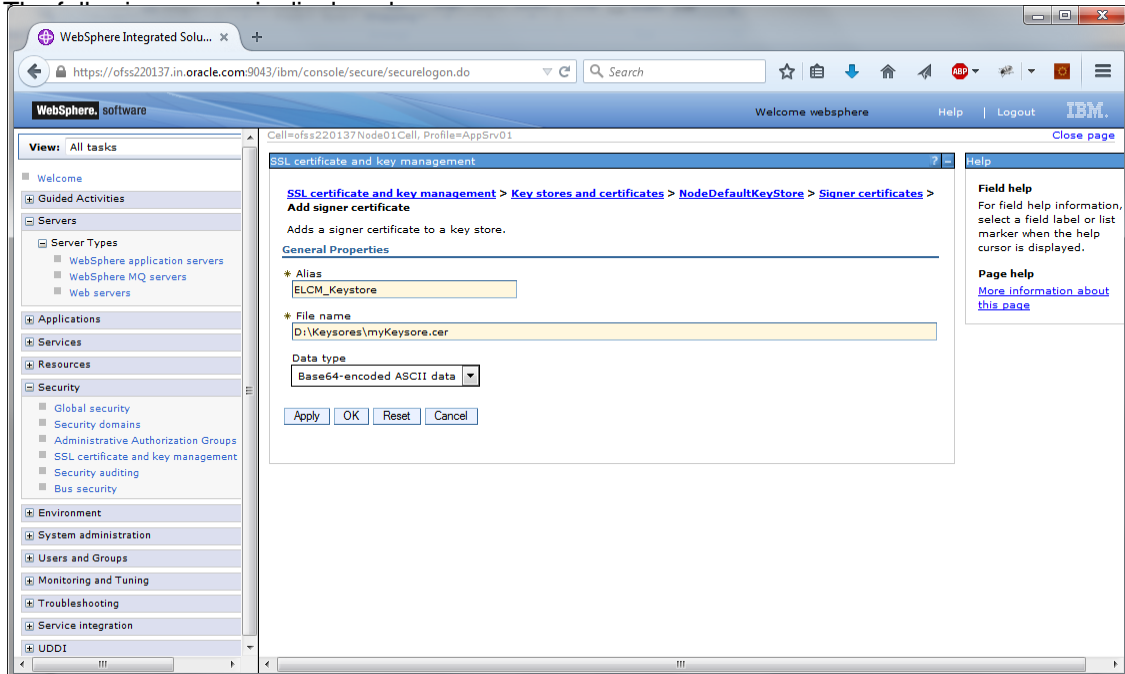 WebSphere Integrated Solu... ×
https://ofss220137.in.oracle.com:9043/ibm/console/secure/securelogon.do
Search
ABP
WebSphere. software
Welcome websphere
Help | Logout
IBM.
View: All tasks
Welcome
Guided Activities
Servers
Server Types
WebSphere application servers
WebSphere MQ servers
Web servers
Applications
Services
Resources
Security
Global security
Security domains
Administrative Authorization Groups
SSL certificate and key management
Security auditing
Bus security
Environment
System administration
Users and Groups
Monitoring and Tuning
Troubleshooting
Service integration
UDDI
Cell=ofss220137Node01Cell, Profile=AppSrv01
Close page
SSL certificate and key management
SSL certificate and key management > Key stores and certificates > NodeDefaultKeyStore > Signer certificates >
Add signer certificate
Adds a signer certificate to a key store.
General Properties
* Alias
ELCM_Keystore
* File name
D:\Keysores\myKeysore.cer
Data type
Base64-encoded ASCII data
Apply OK Reset Cancel
Help
Field help
For field help information,
select a field label or list
marker when the help
cursor is displayed.
Page help
More information about
this page